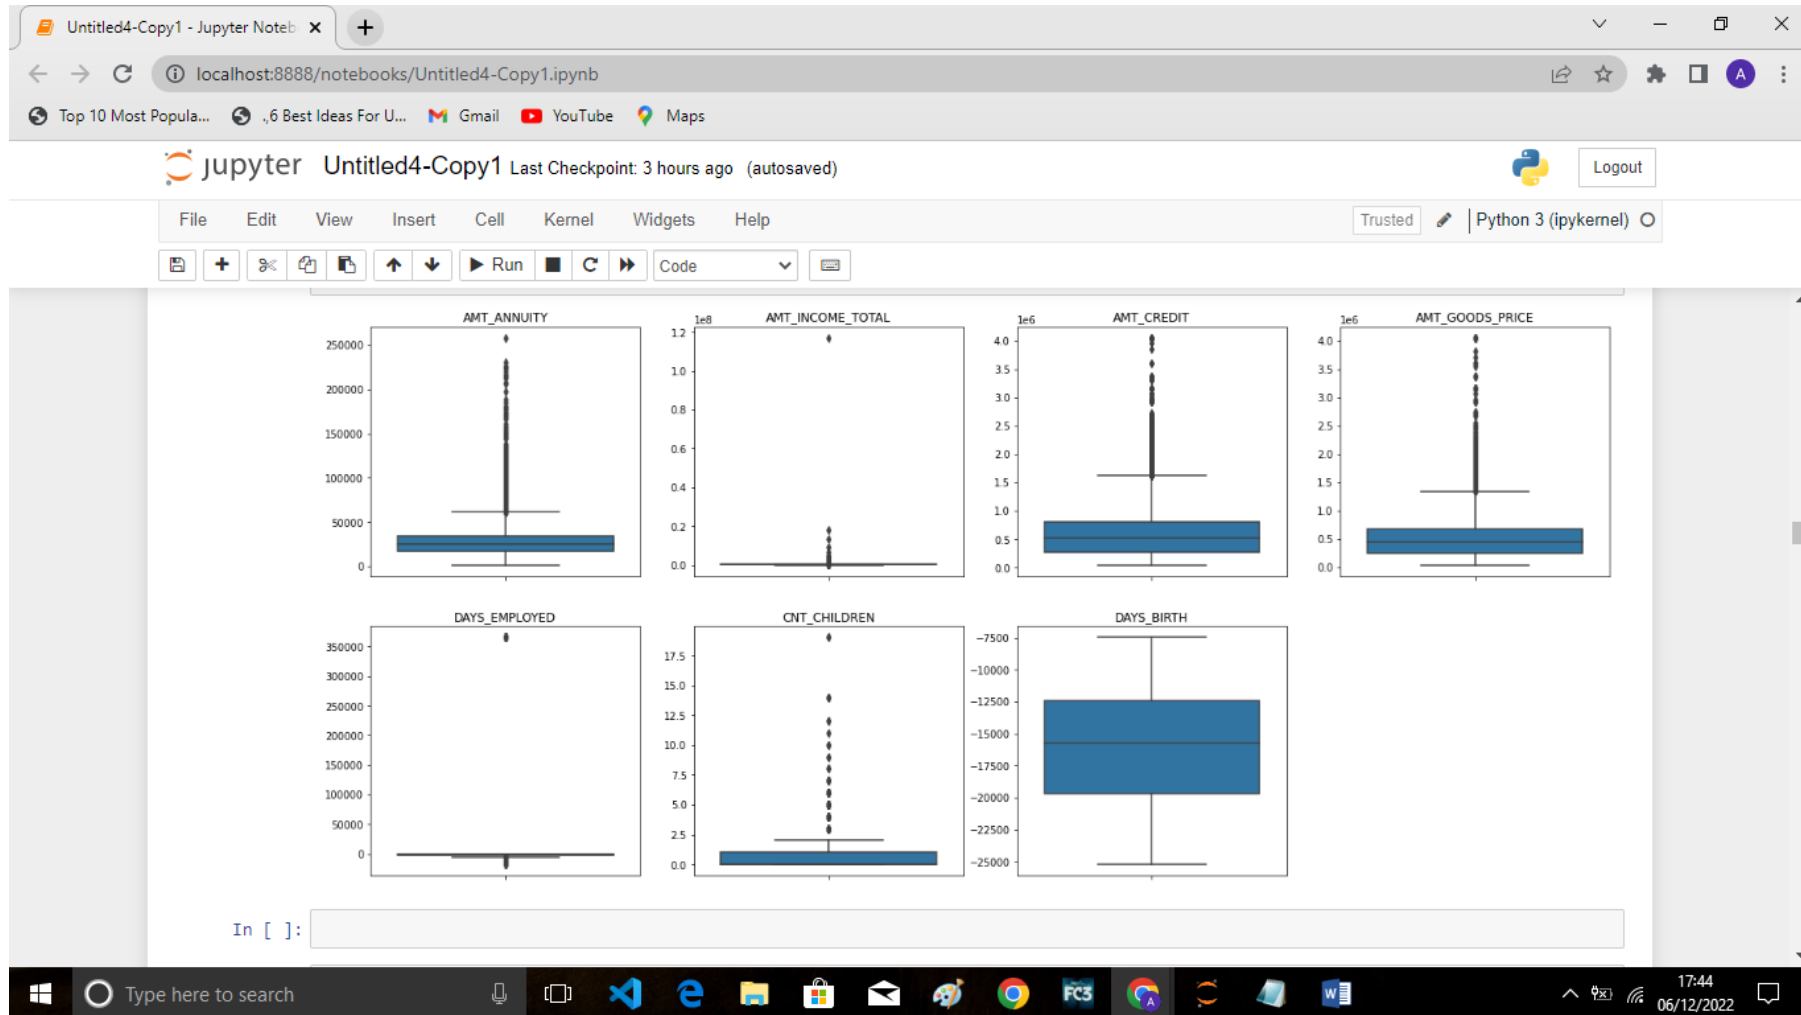 Untitled4-Copy1 - Jupyter Noteb
localhost:8888/notebooks/Untitled4-Copy1.ipynb
A
Top 10 Most Popula... .,6 Best Ideas For U... Gmail YouTube Maps
jupyter Untitled4-Copy1 Last Checkpoint: 3 hours ago (autosaved) Logout
File Edit View Insert Cell Kernel Widgets Help Trusted Python 3 (ipykernel)
Run Code
AMT_ANNUITY
250000
200000
150000
100000
50000
0
AMT_INCOME_TOTAL
1e8
1.2
1.0
0.8
0.6
0.4
0.2
0.0
AMT_CREDIT
1e6
4.0
3.5
3.0
2.5
2.0
1.5
1.0
0.5
0.0
AMT_GOODS_PRICE
1e6
4.0
3.5
3.0
2.5
2.0
1.5
1.0
0.5
0.0
DAYS_EMPLOYED
350000
300000
250000
200000
150000
100000
50000
0
CNT_CHILDREN
17.5
15.0
12.5
10.0
7.5
5.0
2.5
0.0
DAYS_BIRTH
−7500
−10000
−12500
−15000
−17500
−20000
−22500
−25000
In [ ]:
Type here to search
FC3
A
W
17:44
06/12/2022